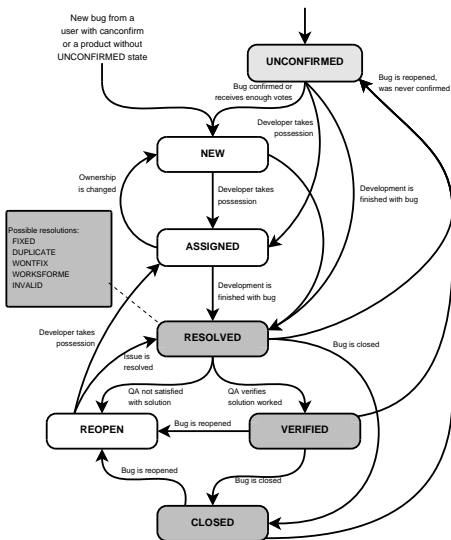 New bug from a
user with canconfirm
or a product without
UNCONFIRMED state
UNCONFIRMED
Bug confirmed or
receives enough votes
Bug is reopened,
was never confirmed
Developer takes
possession
NEW
Ownership
is changed
Developer takes
possession
Development is
finished with bug
Possible resolutions:
FIXED
DUPLICATE
WONTFIX
WORKSFORME
INVALID
ASSIGNED
Development is
finished with bug
Developer takes
possession
RESOLVED
Issue is
resolved
Bug is closed
QA not satisfied
with solution
QA verifies
solution worked
REOPEN
Bug is reopened
VERIFIED
Bug is reopened
Bug is closed
CLOSED